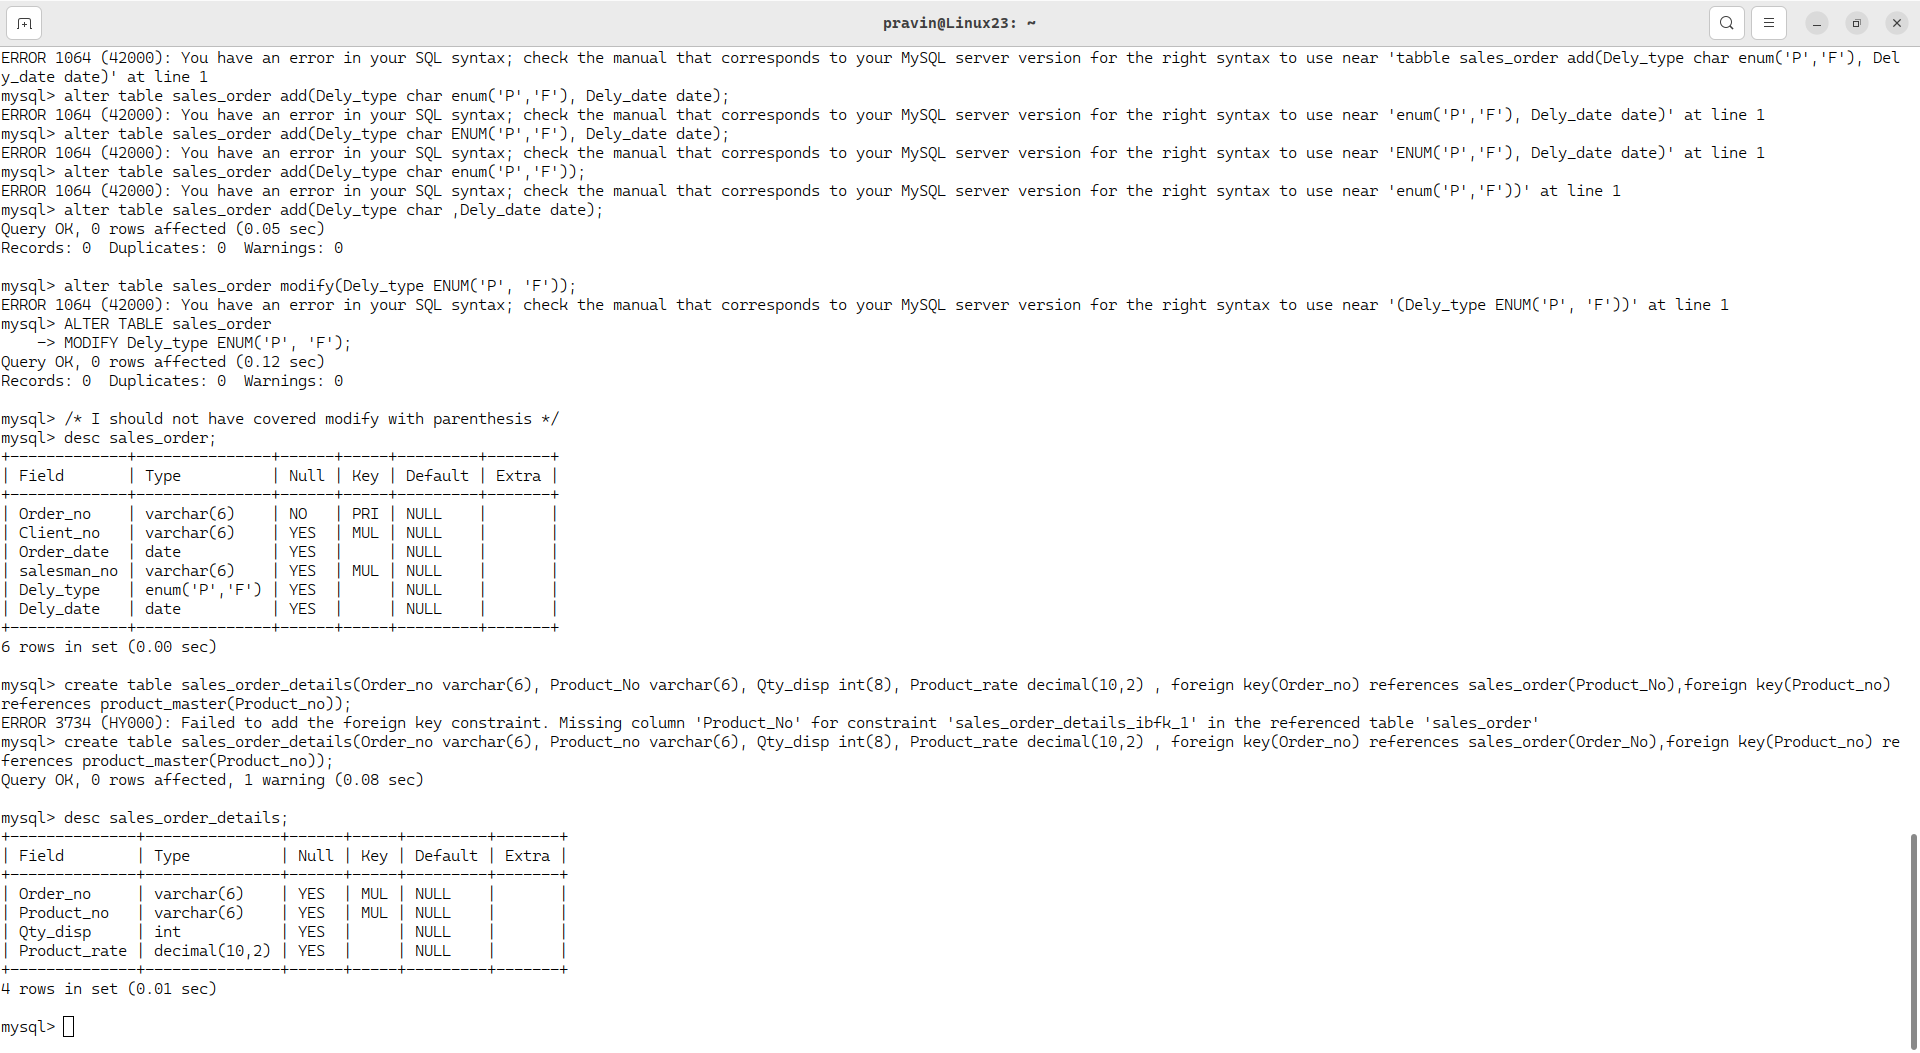 pravin@Linux23: ~
ERROR 1064 (42000): You have an error in your SQL syntax; check the manual that corresponds to your MySQL server version for the right syntax to use near 'tabble sales_order add(Dely_type char enum('P','F'), Del
y_date date)' at line 1
mysql> alter table sales_order add(Dely_type char enum('P','F'), Dely_date date);
ERROR 1064 (42000): You have an error in your SQL syntax; check the manual that corresponds to your MySQL server version for the right syntax to use near 'enum('P','F'), Dely_date date)' at line 1
mysql> alter table sales_order add(Dely_type char ENUM('P','F'), Dely_date date);
ERROR 1064 (42000): You have an error in your SQL syntax; check the manual that corresponds to your MySQL server version for the right syntax to use near 'ENUM('P','F'), Dely_date date)' at line 1
mysql> alter table sales_order add(Dely_type char enum('P','F'));
ERROR 1064 (42000): You have an error in your SQL syntax; check the manual that corresponds to your MySQL server version for the right syntax to use near 'enum('P','F'))' at line 1
mysql> alter table sales_order add(Dely_type char ,Dely_date date);
Query OK, 0 rows affected (0.05 sec)
Records: 0  Duplicates: 0  Warnings: 0

mysql> alter table sales_order modify(Dely_type ENUM('P', 'F'));
ERROR 1064 (42000): You have an error in your SQL syntax; check the manual that corresponds to your MySQL server version for the right syntax to use near '(Dely_type ENUM('P', 'F'))' at line 1
mysql> ALTER TABLE sales_order
    -> MODIFY Dely_type ENUM('P', 'F');
Query OK, 0 rows affected (0.12 sec)
Records: 0  Duplicates: 0  Warnings: 0

mysql> /* I should not have covered modify with parenthesis */
mysql> desc sales_order;
+-------------+---------------+------+-----+---------+-------+
| Field       | Type          | Null | Key | Default | Extra |
+-------------+---------------+------+-----+---------+-------+
| Order_no    | varchar(6)    | NO   | PRI | NULL    |       |
| Client_no   | varchar(6)    | YES  | MUL | NULL    |       |
| Order_date  | date          | YES  |     | NULL    |       |
| salesman_no | varchar(6)    | YES  | MUL | NULL    |       |
| Dely_type   | enum('P','F') | YES  |     | NULL    |       |
| Dely_date   | date          | YES  |     | NULL    |       |
+-------------+---------------+------+-----+---------+-------+
6 rows in set (0.00 sec)

mysql> create table sales_order_details(Order_no varchar(6), Product_No varchar(6), Qty_disp int(8), Product_rate decimal(10,2) , foreign key(Order_no) references sales_order(Product_No),foreign key(Product_no)
references product_master(Product_no));
ERROR 3734 (HY000): Failed to add the foreign key constraint. Missing column 'Product_No' for constraint 'sales_order_details_ibfk_1' in the referenced table 'sales_order'
mysql> create table sales_order_details(Order_no varchar(6), Product_no varchar(6), Qty_disp int(8), Product_rate decimal(10,2) , foreign key(Order_no) references sales_order(Order_No),foreign key(Product_no) re
ferences product_master(Product_no));
Query OK, 0 rows affected, 1 warning (0.08 sec)

mysql> desc sales_order_details;
+--------------+---------------+------+-----+---------+-------+
| Field        | Type          | Null | Key | Default | Extra |
+--------------+---------------+------+-----+---------+-------+
| Order_no     | varchar(6)    | YES  | MUL | NULL    |       |
| Product_no   | varchar(6)    | YES  | MUL | NULL    |       |
| Qty_disp     | int           | YES  |     | NULL    |       |
| Product_rate | decimal(10,2) | YES  |     | NULL    |       |
+--------------+---------------+------+-----+---------+-------+
4 rows in set (0.01 sec)

mysql>